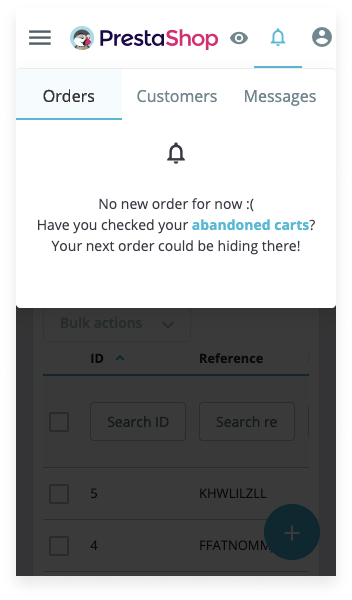 PrestaShop
Orders Customers Messages
No new order for now :(
Have you checked your abandoned carts?
Your next order could be hiding there!
Bulk actions
ID Reference
Search ID Search re
5 KHWLILZLL
4 FFATNOMM